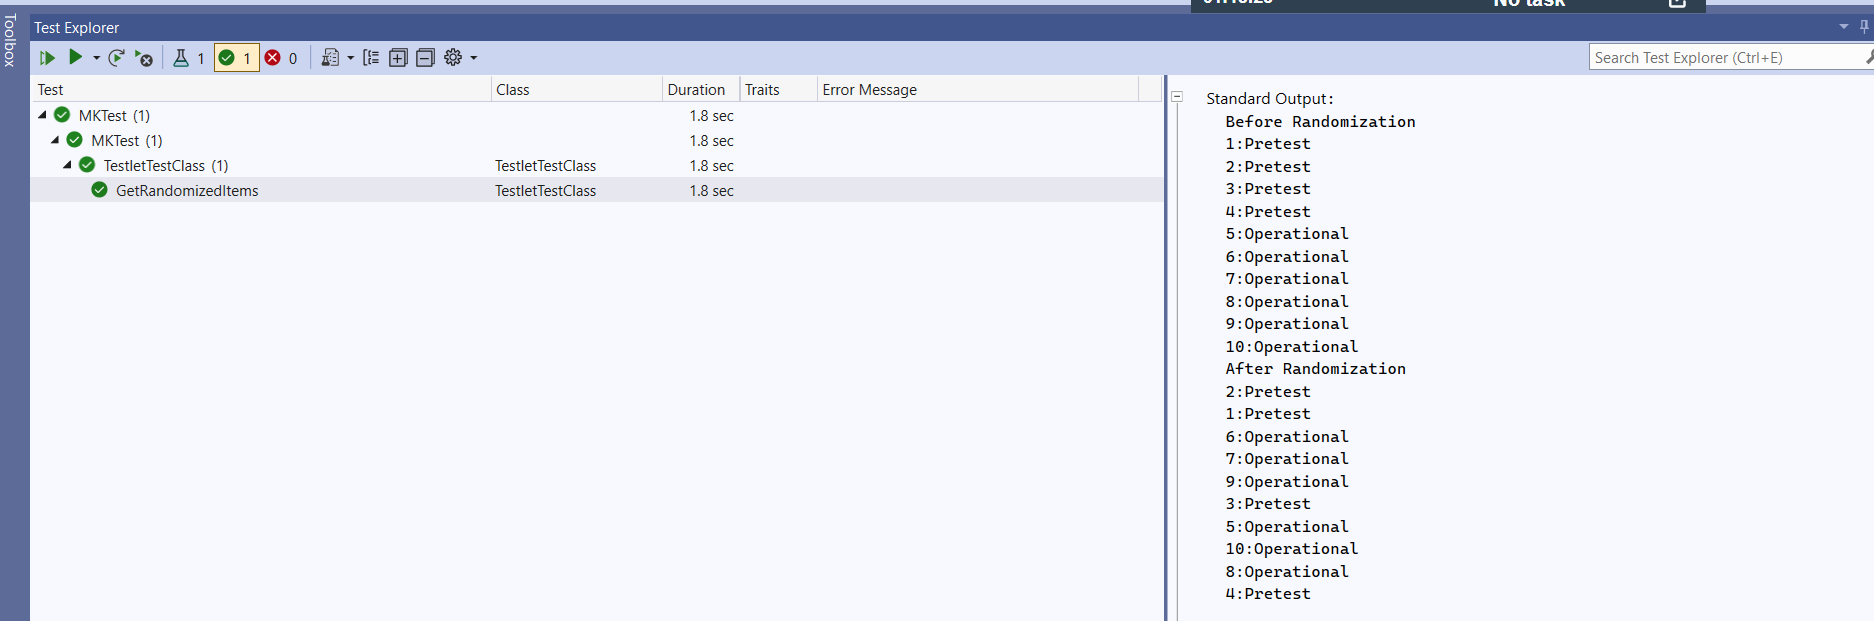 No task
Toolbox
Test Explorer
1 1 0
Search Test Explorer (Ctrl+E)
Test Class Duration Traits Error Message
MKTest (1) 1.8 sec
MKTest (1) 1.8 sec
TestletTestClass (1) TestletTestClass 1.8 sec
GetRandomizedItems TestletTestClass 1.8 sec
Standard Output:
Before Randomization
1:Pretest
2:Pretest
3:Pretest
4:Pretest
5:Operational
6:Operational
7:Operational
8:Operational
9:Operational
10:Operational
After Randomization
2:Pretest
1:Pretest
6:Operational
7:Operational
9:Operational
3:Pretest
5:Operational
10:Operational
8:Operational
4:Pretest